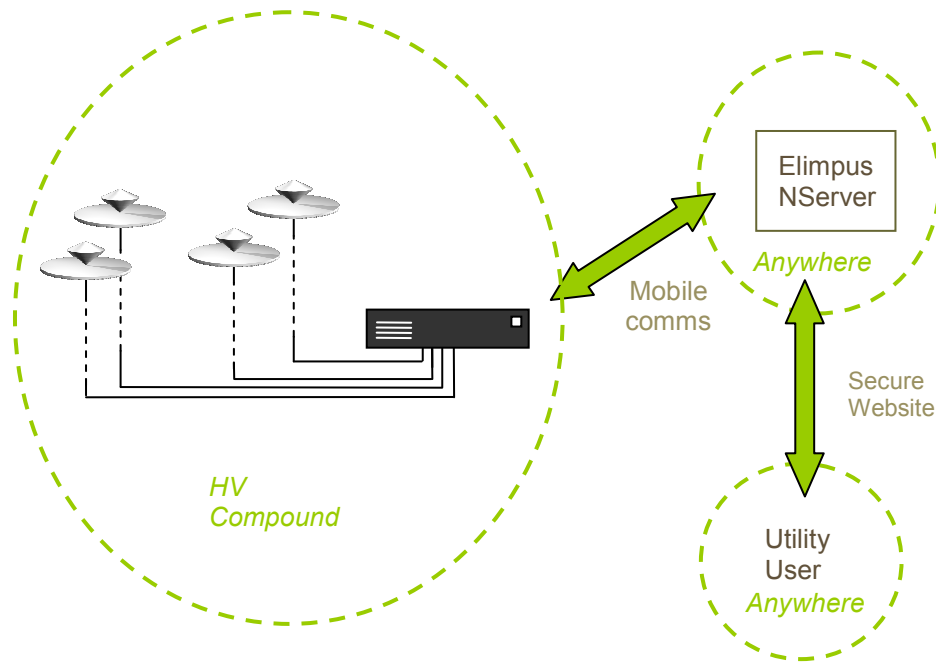 Elimpus
NServer
Anywhere
Mobile
comms
Secure
Website
HV
Compound
Utility
User
Anywhere